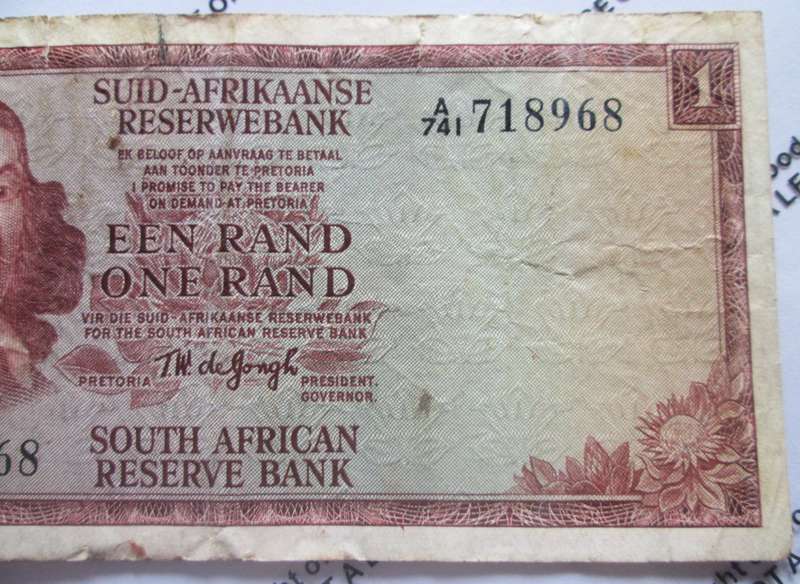 SUID-AFRIKAANSE
RESERWEBANK
A/741 718968
1
EK BELOOF OP AANVRAAG TE BETAAL
AAN TOONDER TE PRETORIA
I PROMISE TO PAY THE BEARER
ON DEMAND AT PRETORIA
EEN RAND
ONE RAND
VIR DIE SUID-AFRIKAANSE RESERWEBANK
FOR THE SOUTH AFRICAN RESERVE BANK
T.W. de Jongh
PRETORIA PRESIDENT.
GOVERNOR.
68
SOUTH AFRICAN
RESERVE BANK